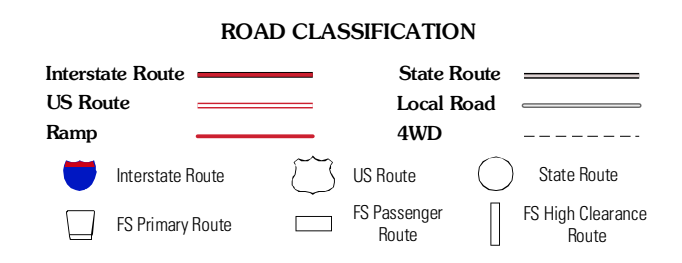 ROAD CLASSIFICATION
Interstate Route
State Route
US Route
Local Road
Ramp
4WD
Interstate Route
US Route
State Route
FS Primary Route
FS Passenger
Route
FS High Clearance
Route